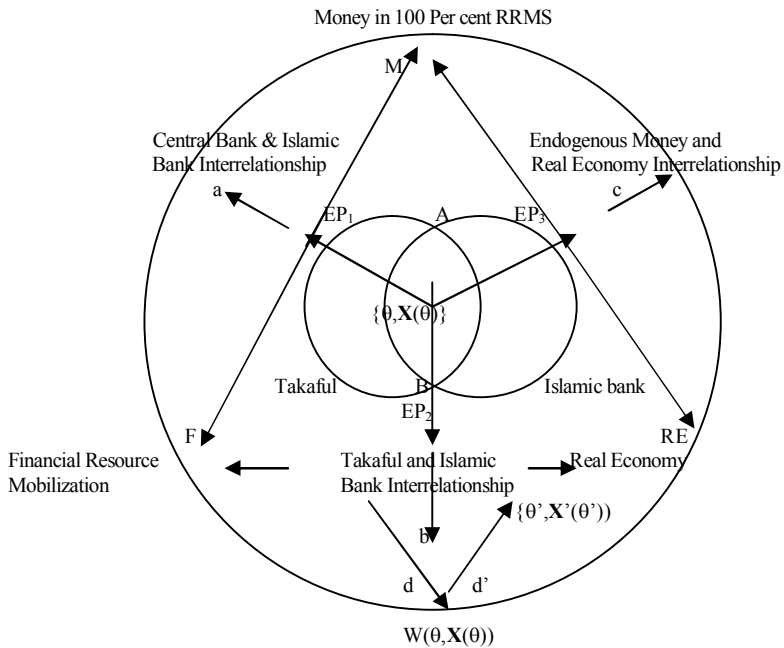 Money in 100 Per cent RRMS
M
Central Bank & Islamic
Bank Interrelationship
a
Endogenous Money and
Real Economy Interrelationship
c
EP₁
A
EP₃
{θ,X(θ)}
Takaful
B
Islamic bank
EP₂
F
RE
Financial Resource
Mobilization
Takaful and Islamic
Bank Interrelationship
Real Economy
{θ’,X’(θ’))
b
d
d’
W(θ,X(θ))